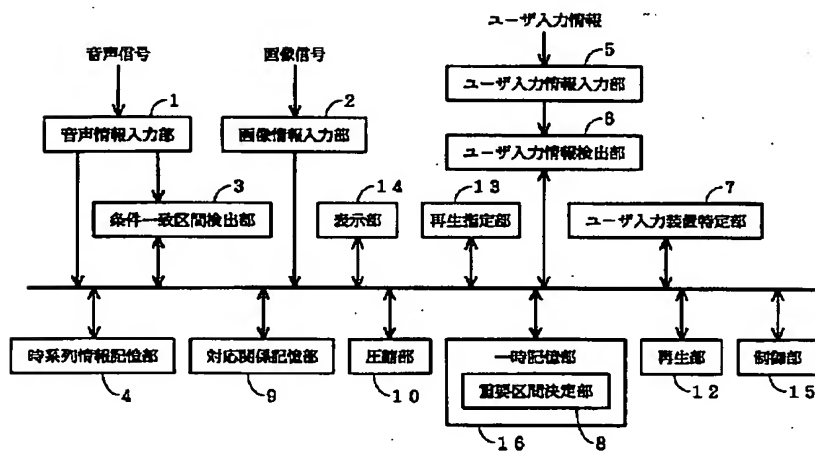 ユーザ入力情報
音声信号
画像信号
5
ユーザ入力情報入力部
1
2
音声情報入力部
画像情報入力部
6
ユーザ入力情報検出部
3
14
13
7
条件一致区間検出部
表示部
再生指定部
ユーザ入力装置特定部
時系列情報記憶部
対応関係記憶部
圧縮部
一時記憶部
再生部
制御部
重要区間決定部
4
9
10
16
8
12
15